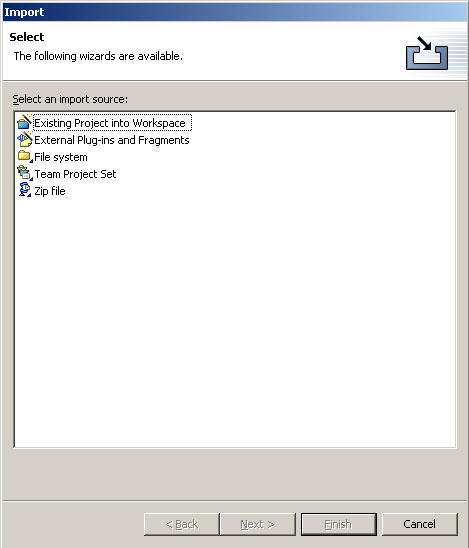 Import
Select
The following wizards are available.
Select an import source:
Existing Project into Workspace
External Plug-ins and Fragments
File system
Team Project Set
Zip file
< Back
Next >
Finish
Cancel